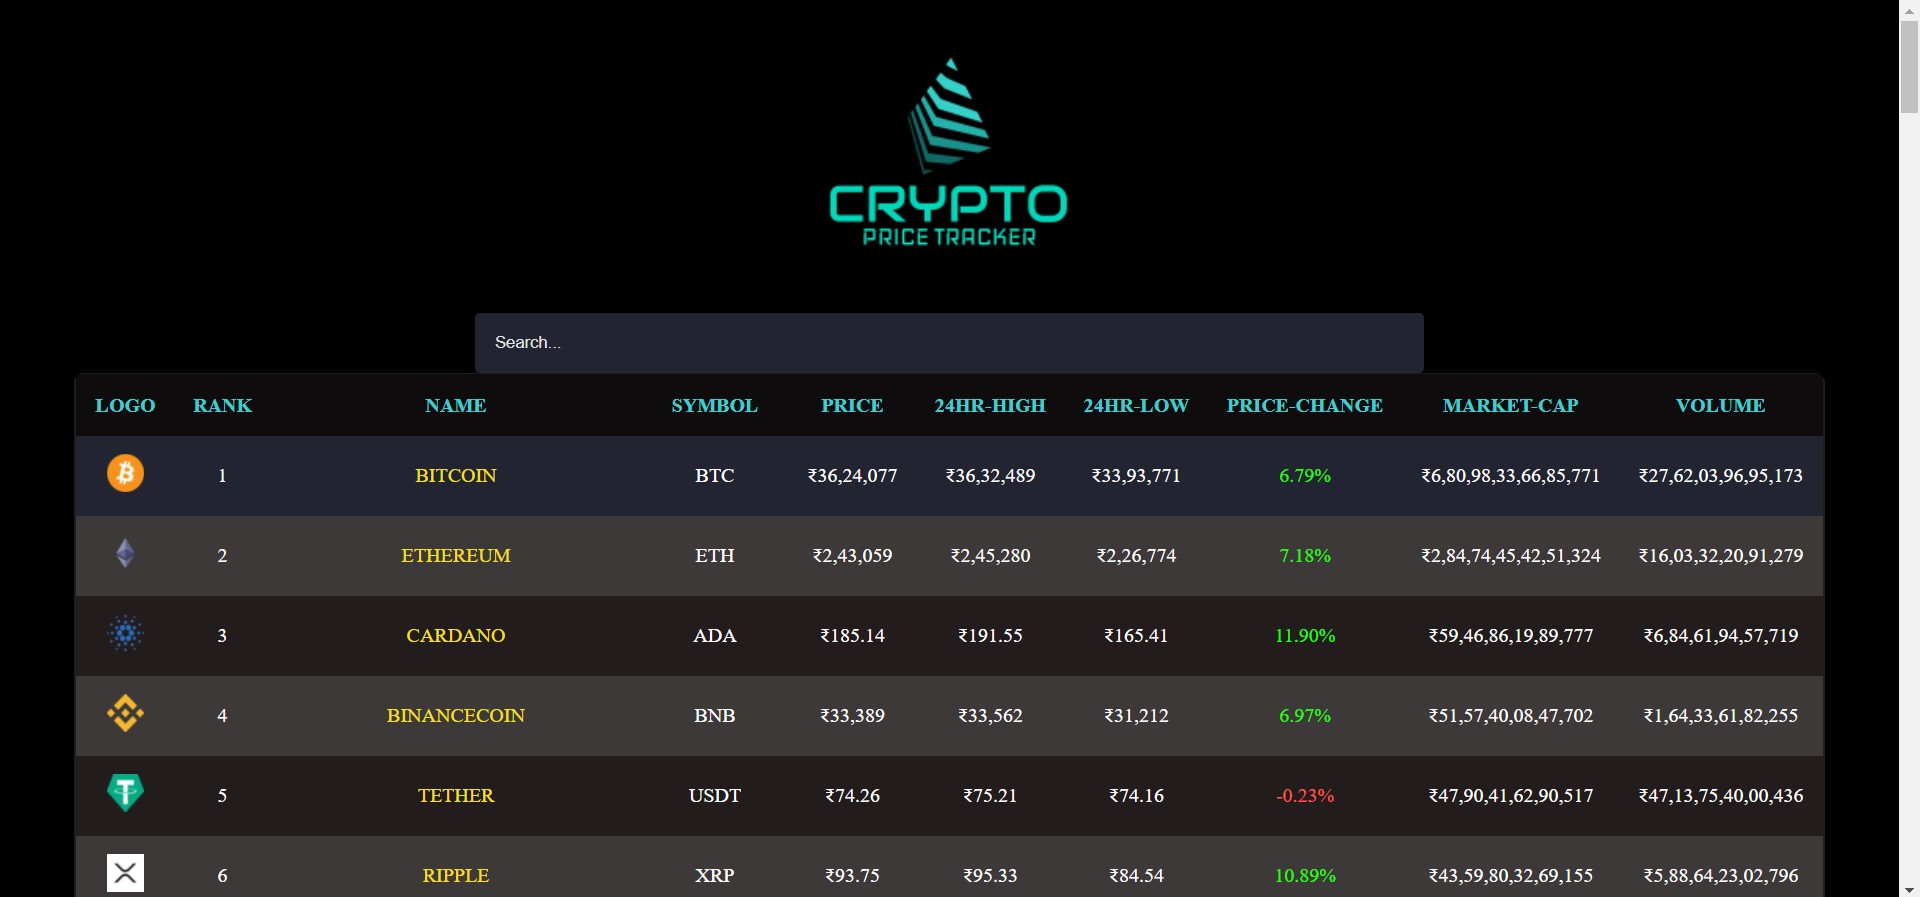 CRYPTO
PRICE TRACKER
Search...
LOGO RANK NAME SYMBOL PRICE 24HR-HIGH 24HR-LOW PRICE-CHANGE MARKET-CAP VOLUME
1 BITCOIN BTC ₹36,24,077 ₹36,32,489 ₹33,93,771 6.79% ₹6,80,98,33,66,85,771 ₹27,62,03,96,95,173
2 ETHEREUM ETH ₹2,43,059 ₹2,45,280 ₹2,26,774 7.18% ₹2,84,74,45,42,51,324 ₹16,03,32,20,91,279
3 CARDANO ADA ₹185.14 ₹191.55 ₹165.41 11.90% ₹59,46,86,19,89,777 ₹6,84,61,94,57,719
4 BINANCECOIN BNB ₹33,389 ₹33,562 ₹31,212 6.97% ₹51,57,40,08,47,702 ₹1,64,33,61,82,255
5 TETHER USDT ₹74.26 ₹75.21 ₹74.16 -0.23% ₹47,90,41,62,90,517 ₹47,13,75,40,00,436
6 RIPPLE XRP ₹93.75 ₹95.33 ₹84.54 10.89% ₹43,59,80,32,69,155 ₹5,88,64,23,02,796